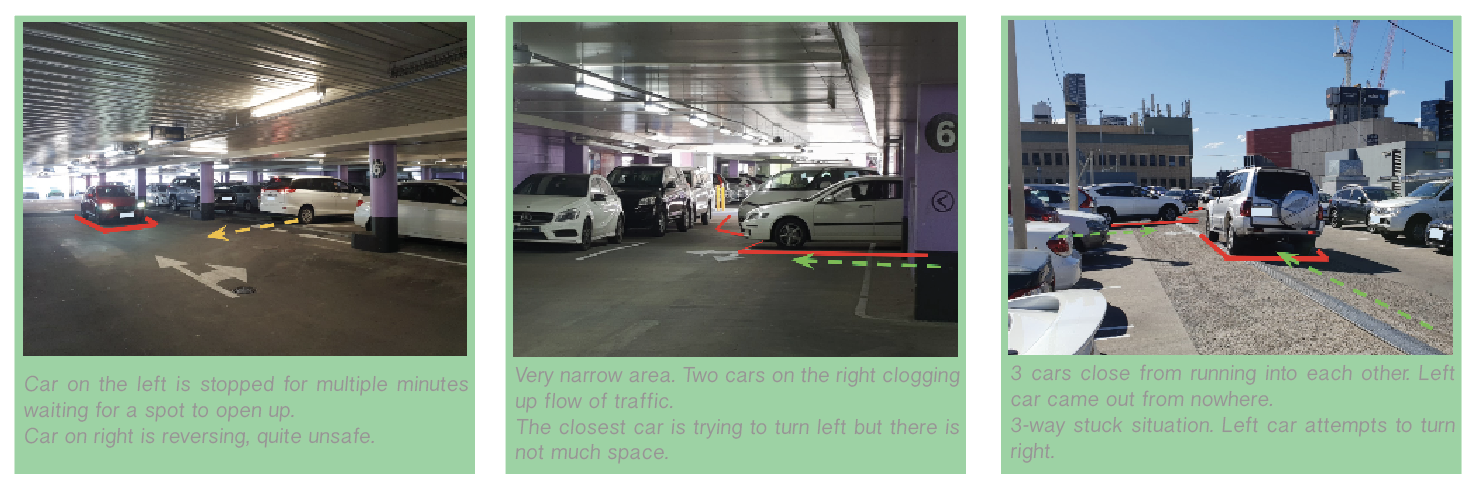 6
6
Car on the left is stopped for multiple minutes
waiting for a spot to open up.
Car on right is reversing, quite unsafe.
Very narrow area. Two cars on the right clogging
up flow of traffic.
The closest car is trying to turn left but there is
not much space.
3 cars close from running into each other. Left
car came out from nowhere.
3-way stuck situation. Left car attempts to turn
right.